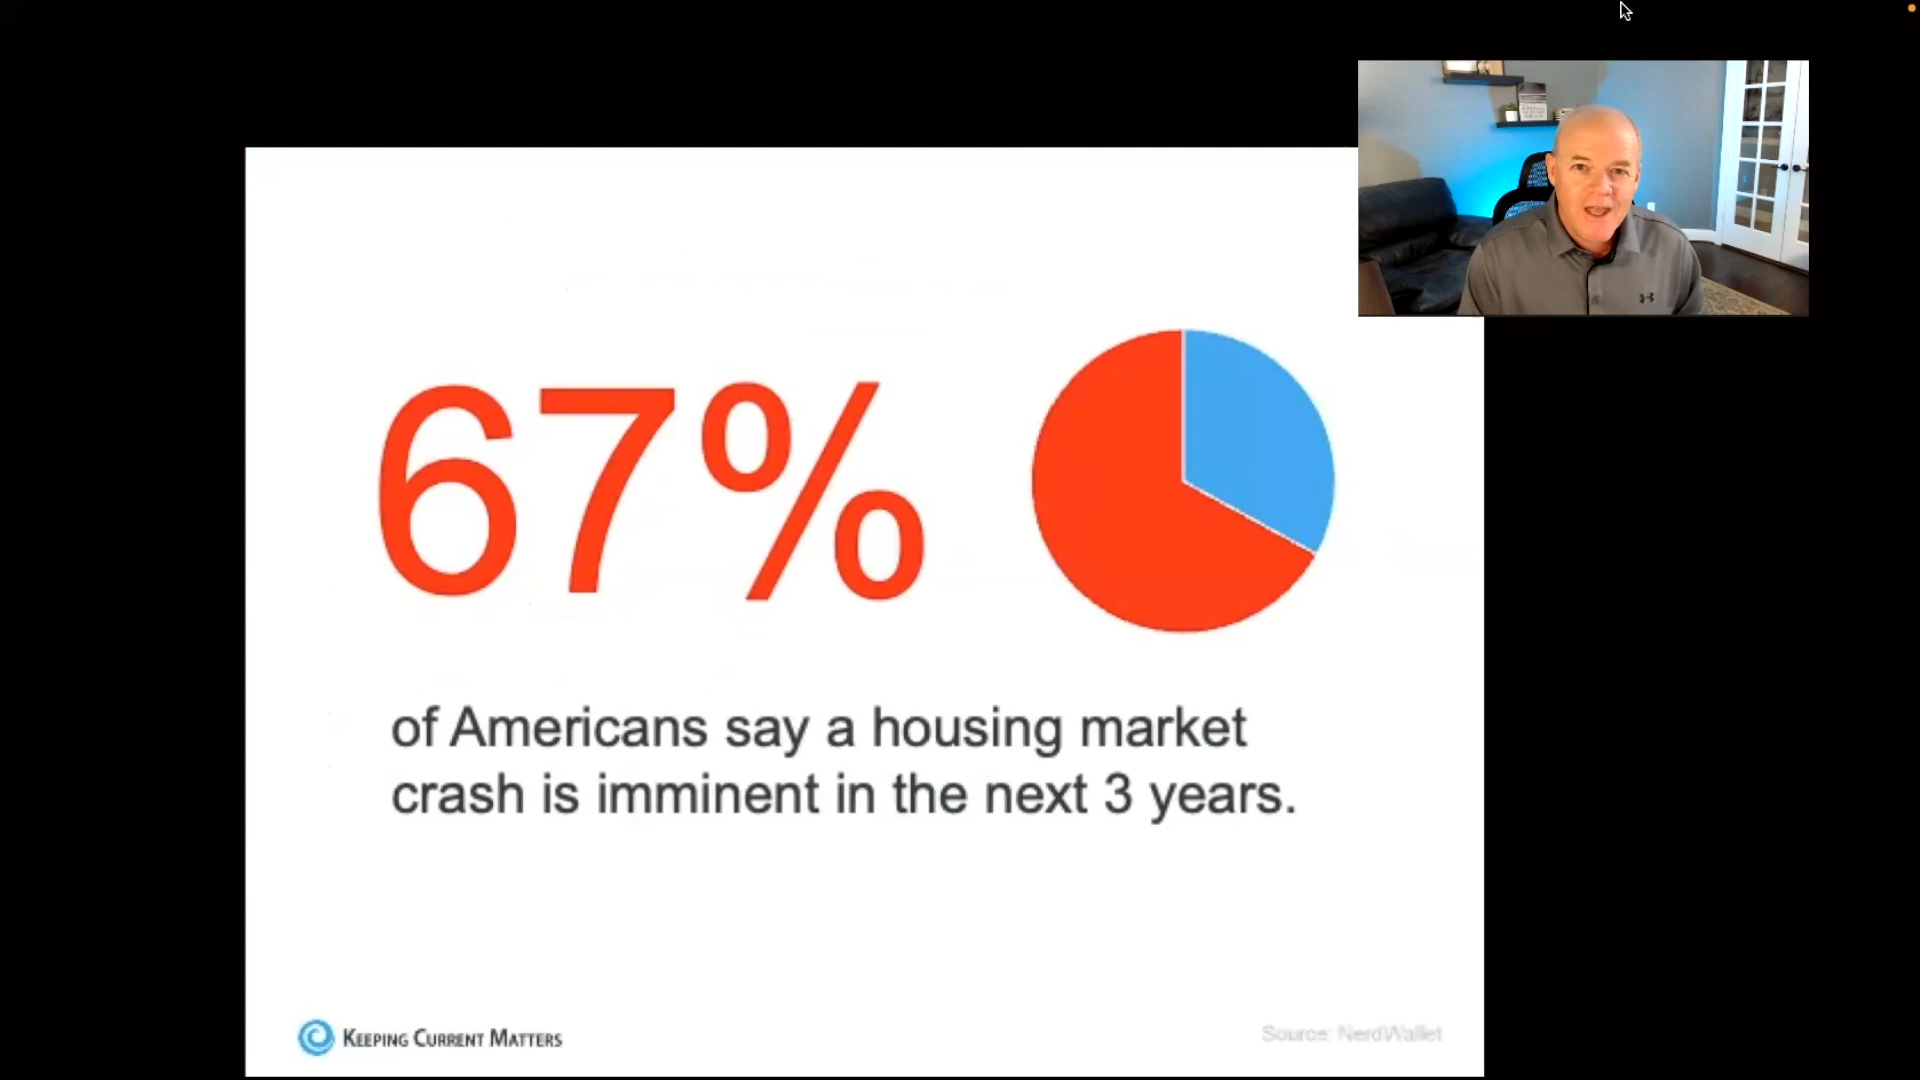 67%
of Americans say a housing market
crash is imminent in the next 3 years.
KEEPING CURRENT MATTERS
Source: NerdWallet